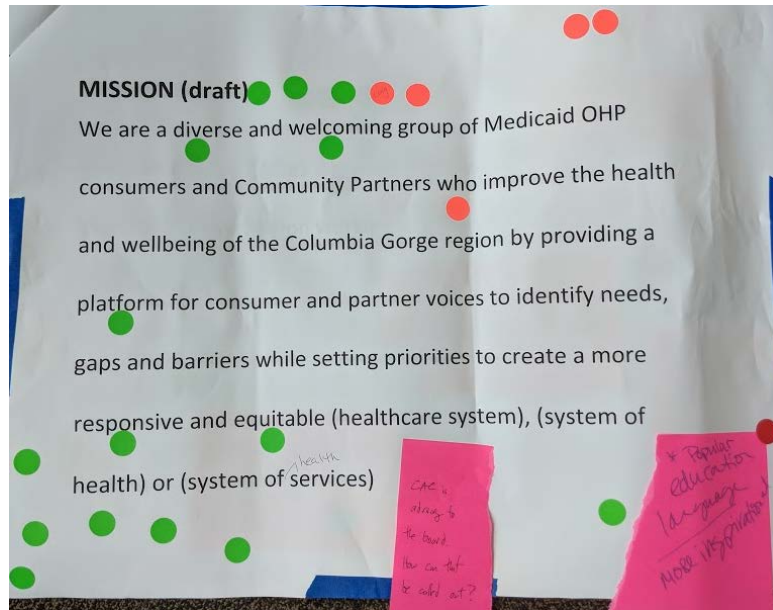 MISSION (draft)
We are a diverse and welcoming group of Medicaid OHP
consumers and Community Partners who improve the health
and wellbeing of the Columbia Gorge region by providing a
platform for consumer and partner voices to identify needs,
gaps and barriers while setting priorities to create a more
responsive and equitable (healthcare system), (system of
health
health) or (system of services)
CAC is
advisory to
the board.
How can that
be called out?
* Popular
education
language
more inspirational